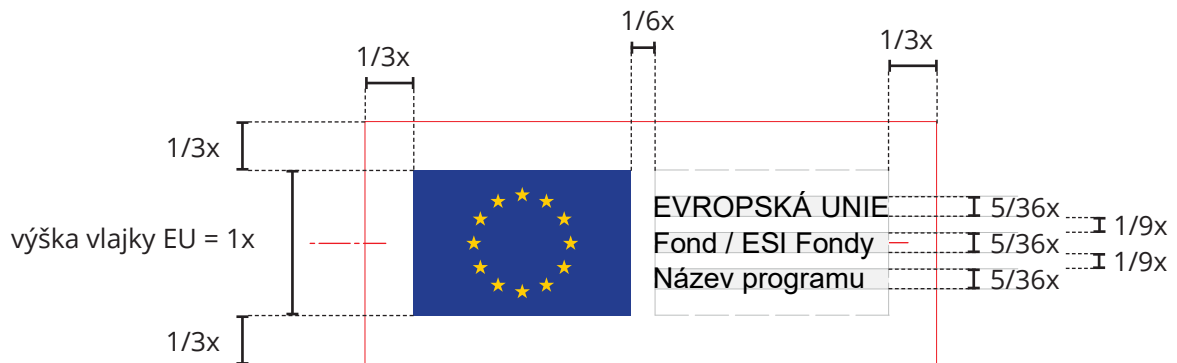 1/6x
1/3x
1/3x
1/3x
EVROPSKÁ UNIE
5/36x
1/9x
výška vlajky EU = 1x
Fond / ESI Fondy
5/36x
1/9x
Název programu
5/36x
1/3x